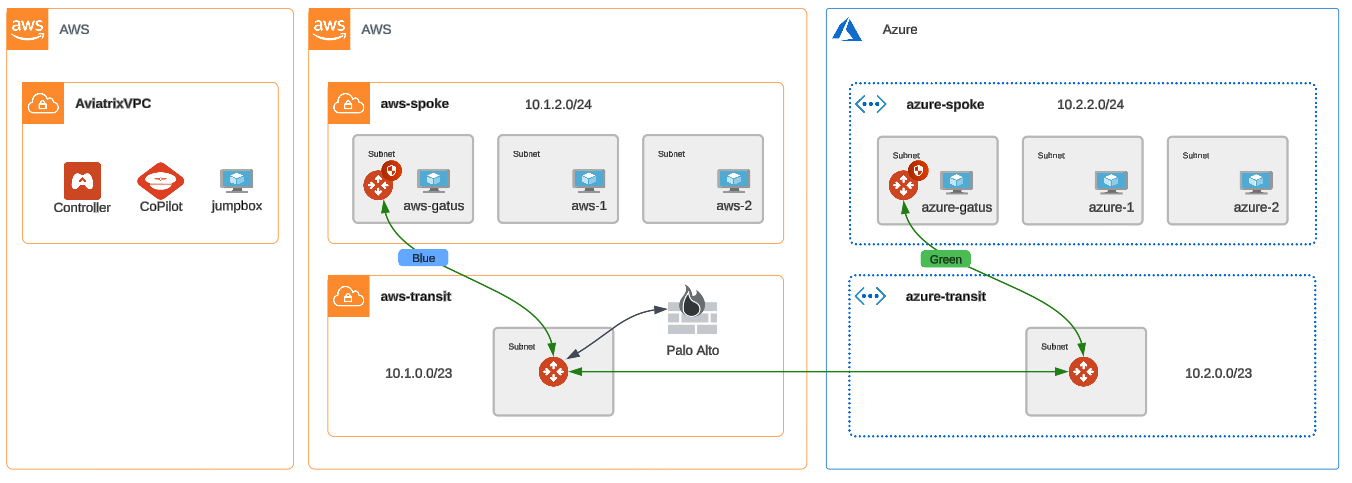 aws
AWS
AviatrixVPC
Controller
CoPilot
jumpbox
aws
AWS
aws-spoke
10.1.2.0/24
Subnet
aws-gatus
Subnet
aws-1
Subnet
aws-2
Blue
aws-transit
10.1.0.0/23
Subnet
Palo Alto
Azure
azure-spoke
10.2.2.0/24
Subnet
azure-gatus
Subnet
azure-1
Subnet
azure-2
Green
azure-transit
Subnet
10.2.0.0/23